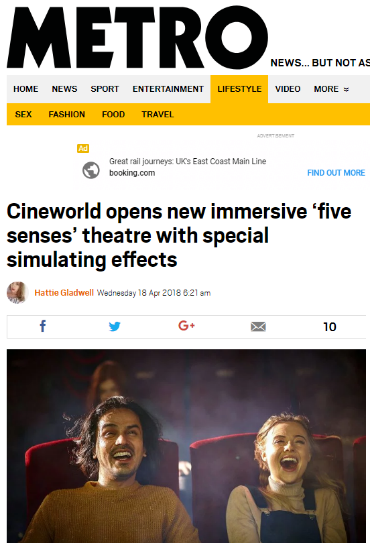 METRO
NEWS... BUT NOT AS
HOME NEWS SPORT ENTERTAINMENT LIFESTYLE VIDEO MORE
SEX FASHION FOOD TRAVEL
ADVERTISEMENT
Ad
Great rail journeys: UK's East Coast Main Line
booking.com
FIND OUT MORE
Cineworld opens new immersive ‘five
senses’ theatre with special
simulating effects
Hattie Gladwell Wednesday 18 Apr 2018 6:21 am
f G+ 10